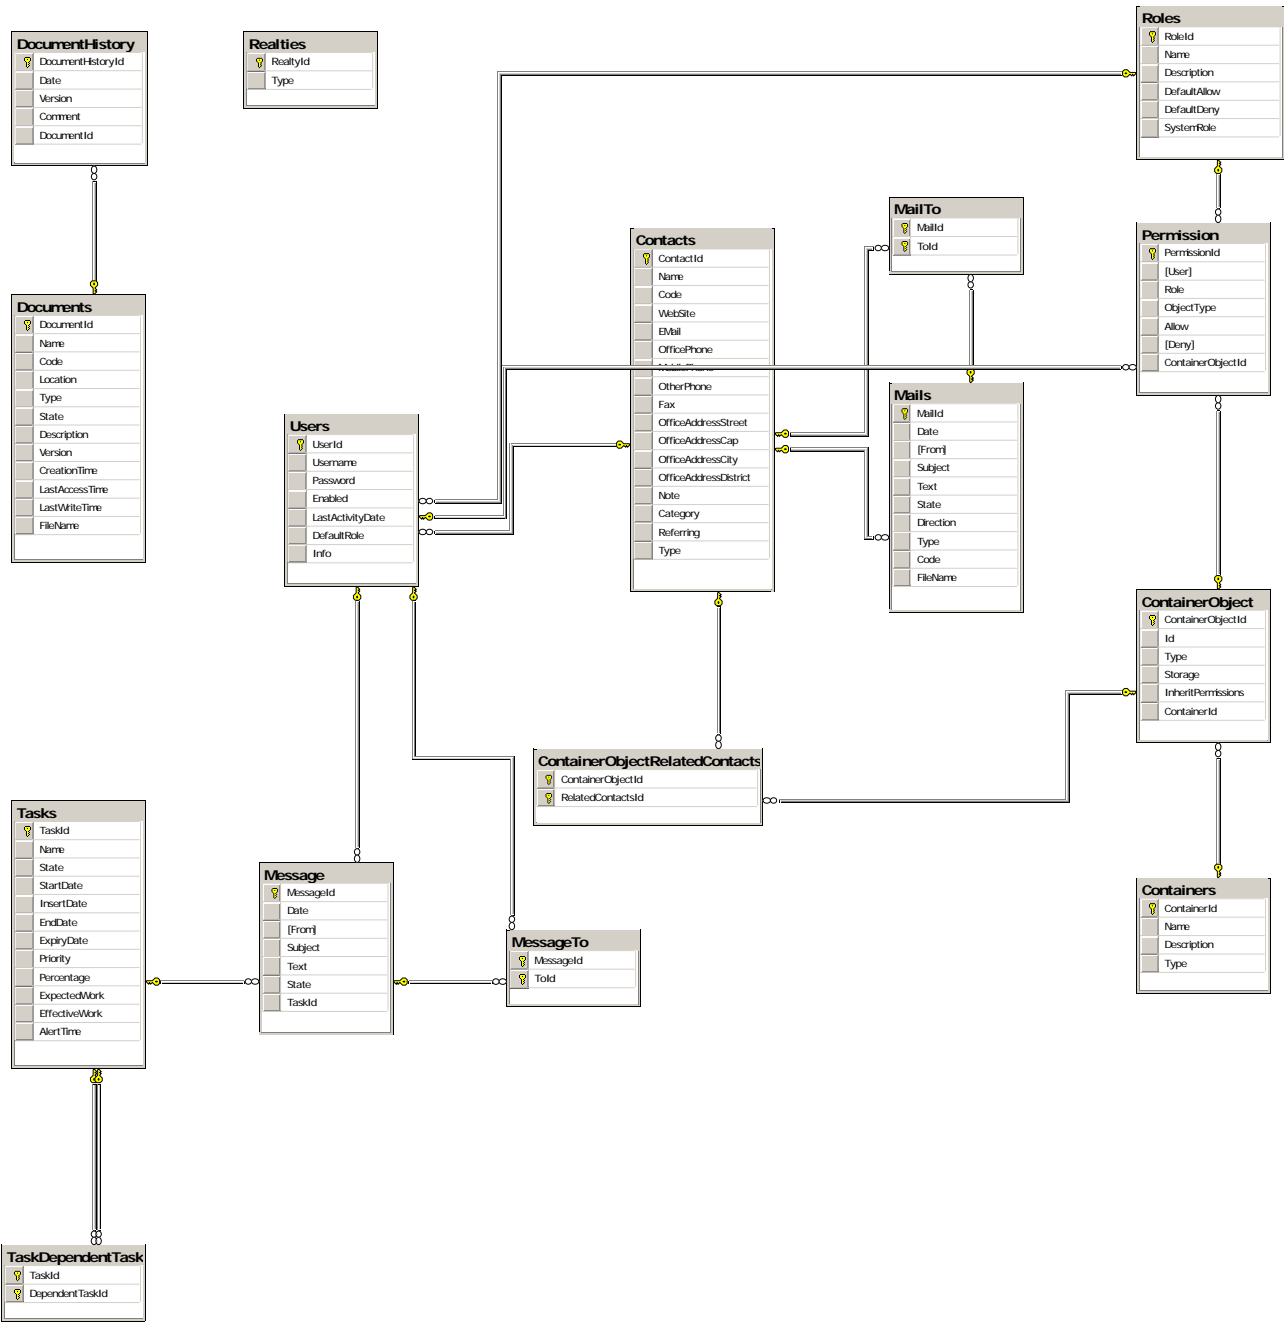 DocumentHistory
DocumentHistoryId
Date
Version
Comment
DocumentId
Realties
RealtyId
Type
Roles
RoleId
Name
Description
DefaultAllow
DefaultDeny
SystemRole
MailTo
MailId
ToId
Permission
PermissionId
[User]
Role
ObjectType
Allow
[Deny]
ContainerObjectId
Contacts
ContactId
Name
Code
WebSite
EMail
OfficePhone
OtherPhone
Fax
OfficeAddressStreet
OfficeAddressCap
OfficeAddressCity
OfficeAddressDistrict
Note
Category
Referring
Type
Documents
DocumentId
Name
Code
Location
Type
State
Description
Version
CreationTime
LastAccessTime
LastWriteTime
FileName
Mails
MailId
Date
[From]
Subject
Text
State
Direction
Type
Code
FileName
Users
UserId
Username
Password
Enabled
LastActivityDate
DefaultRole
Info
ContainerObject
ContainerObjectId
Id
Type
Storage
InheritPermissions
ContainerId
ContainerObjectRelatedContacts
ContainerObjectId
RelatedContactsId
Tasks
TaskId
Name
State
StartDate
InsertDate
EndDate
ExpiryDate
Priority
Percentage
ExpectedWork
EffectiveWork
AlertTime
Message
MessageId
Date
[From]
Subject
Text
State
TaskId
MessageTo
MessageId
ToId
Containers
ContainerId
Name
Description
Type
TaskDependentTask
TaskId
DependentTaskId